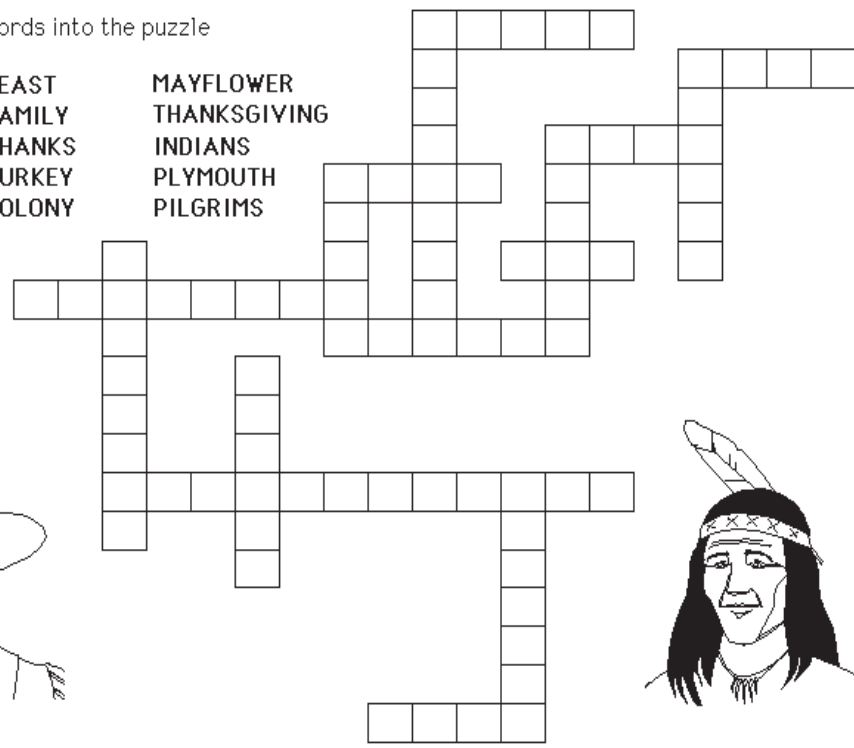 ords into the puzzle
EAST MAYFLOWER
AMILY THANKSGIVING
HANKS INDIANS
URKEY PLYMOUTH
OLONY PILGRIMS